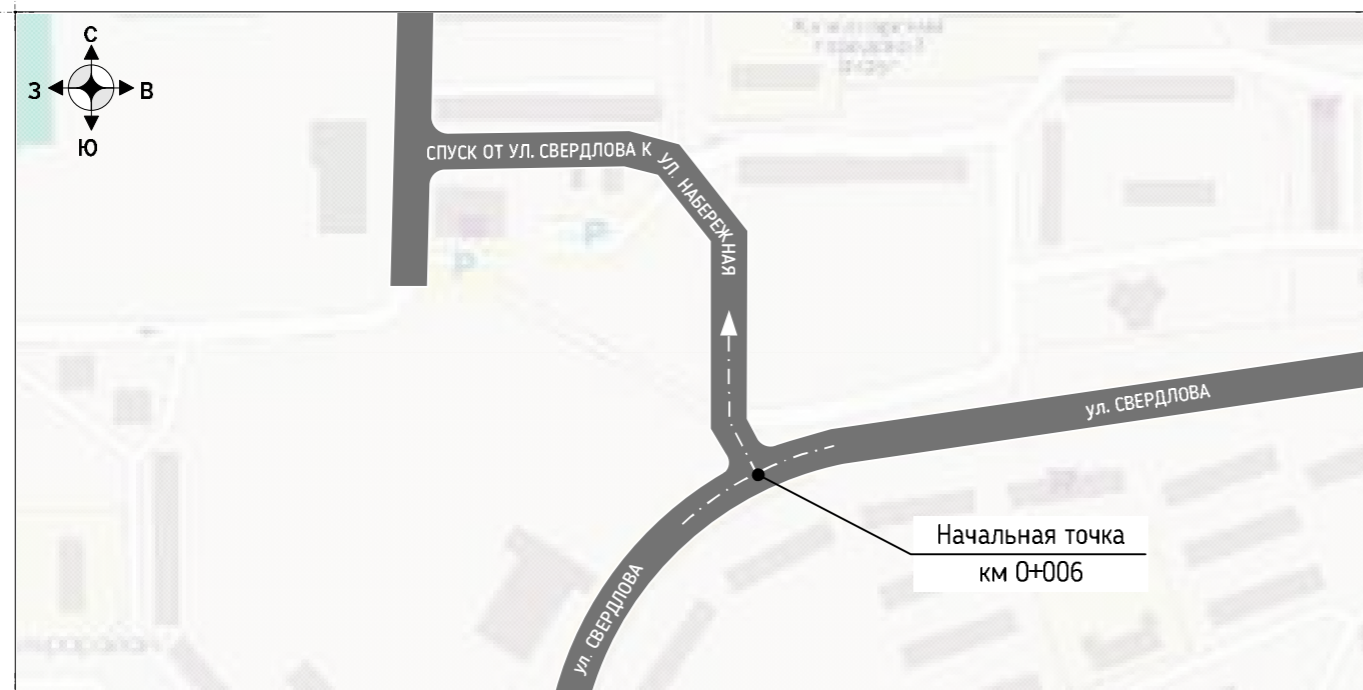 С
З В
Ю
СПУСК ОТ УЛ. СВЕРДЛОВА К УЛ. НАБЕРЕЖНАЯ
P
P
ул. СВЕРДЛОВА
Начальная точка
км 0+006
ул. СВЕРДЛОВА